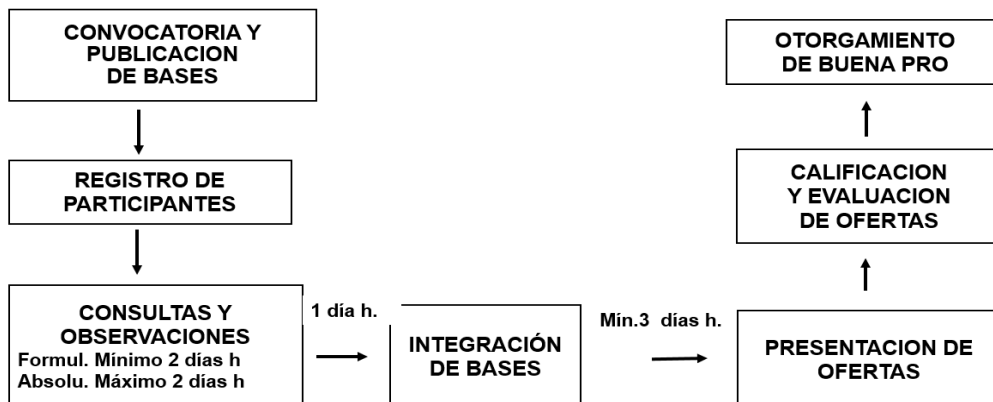 CONVOCATORIA Y
PUBLICACION
DE BASES
REGISTRO DE
PARTICIPANTES
CONSULTAS Y
OBSERVACIONES
Formul. Mínimo 2 días h
Absolu. Máximo 2 días h
1 día h.
INTEGRACIÓN
DE BASES
Mín.3 días h.
PRESENTACION DE
OFERTAS
CALIFICACION
Y EVALUACION
DE OFERTAS
OTORGAMIENTO
DE BUENA PRO